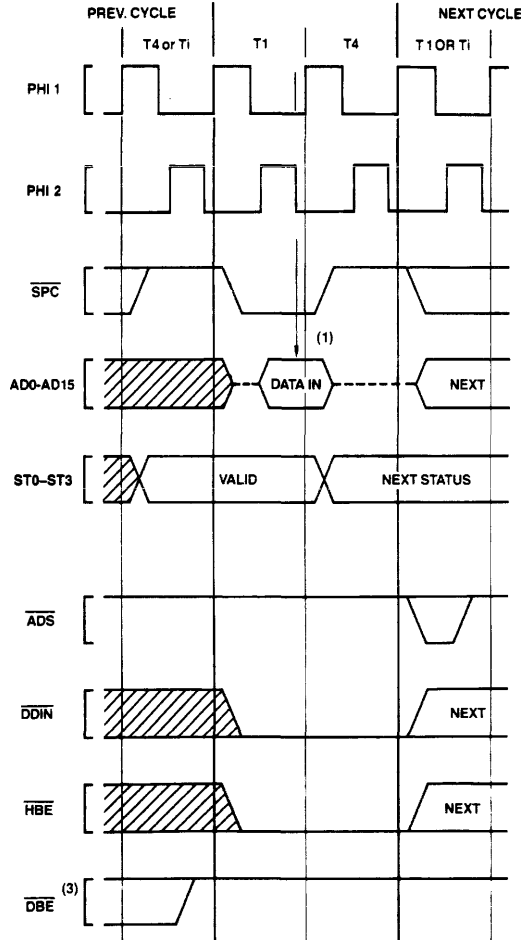 PREV. CYCLE NEXT CYCLE
T4 or Ti T1 T4 T1 OR Ti
PHI 1
PHI 2
SPC
(1)
AD0-AD15 DATA IN NEXT
ST0–ST3 VALID NEXT STATUS
ADS
DDIN NEXT
HBE NEXT
DBE (3)